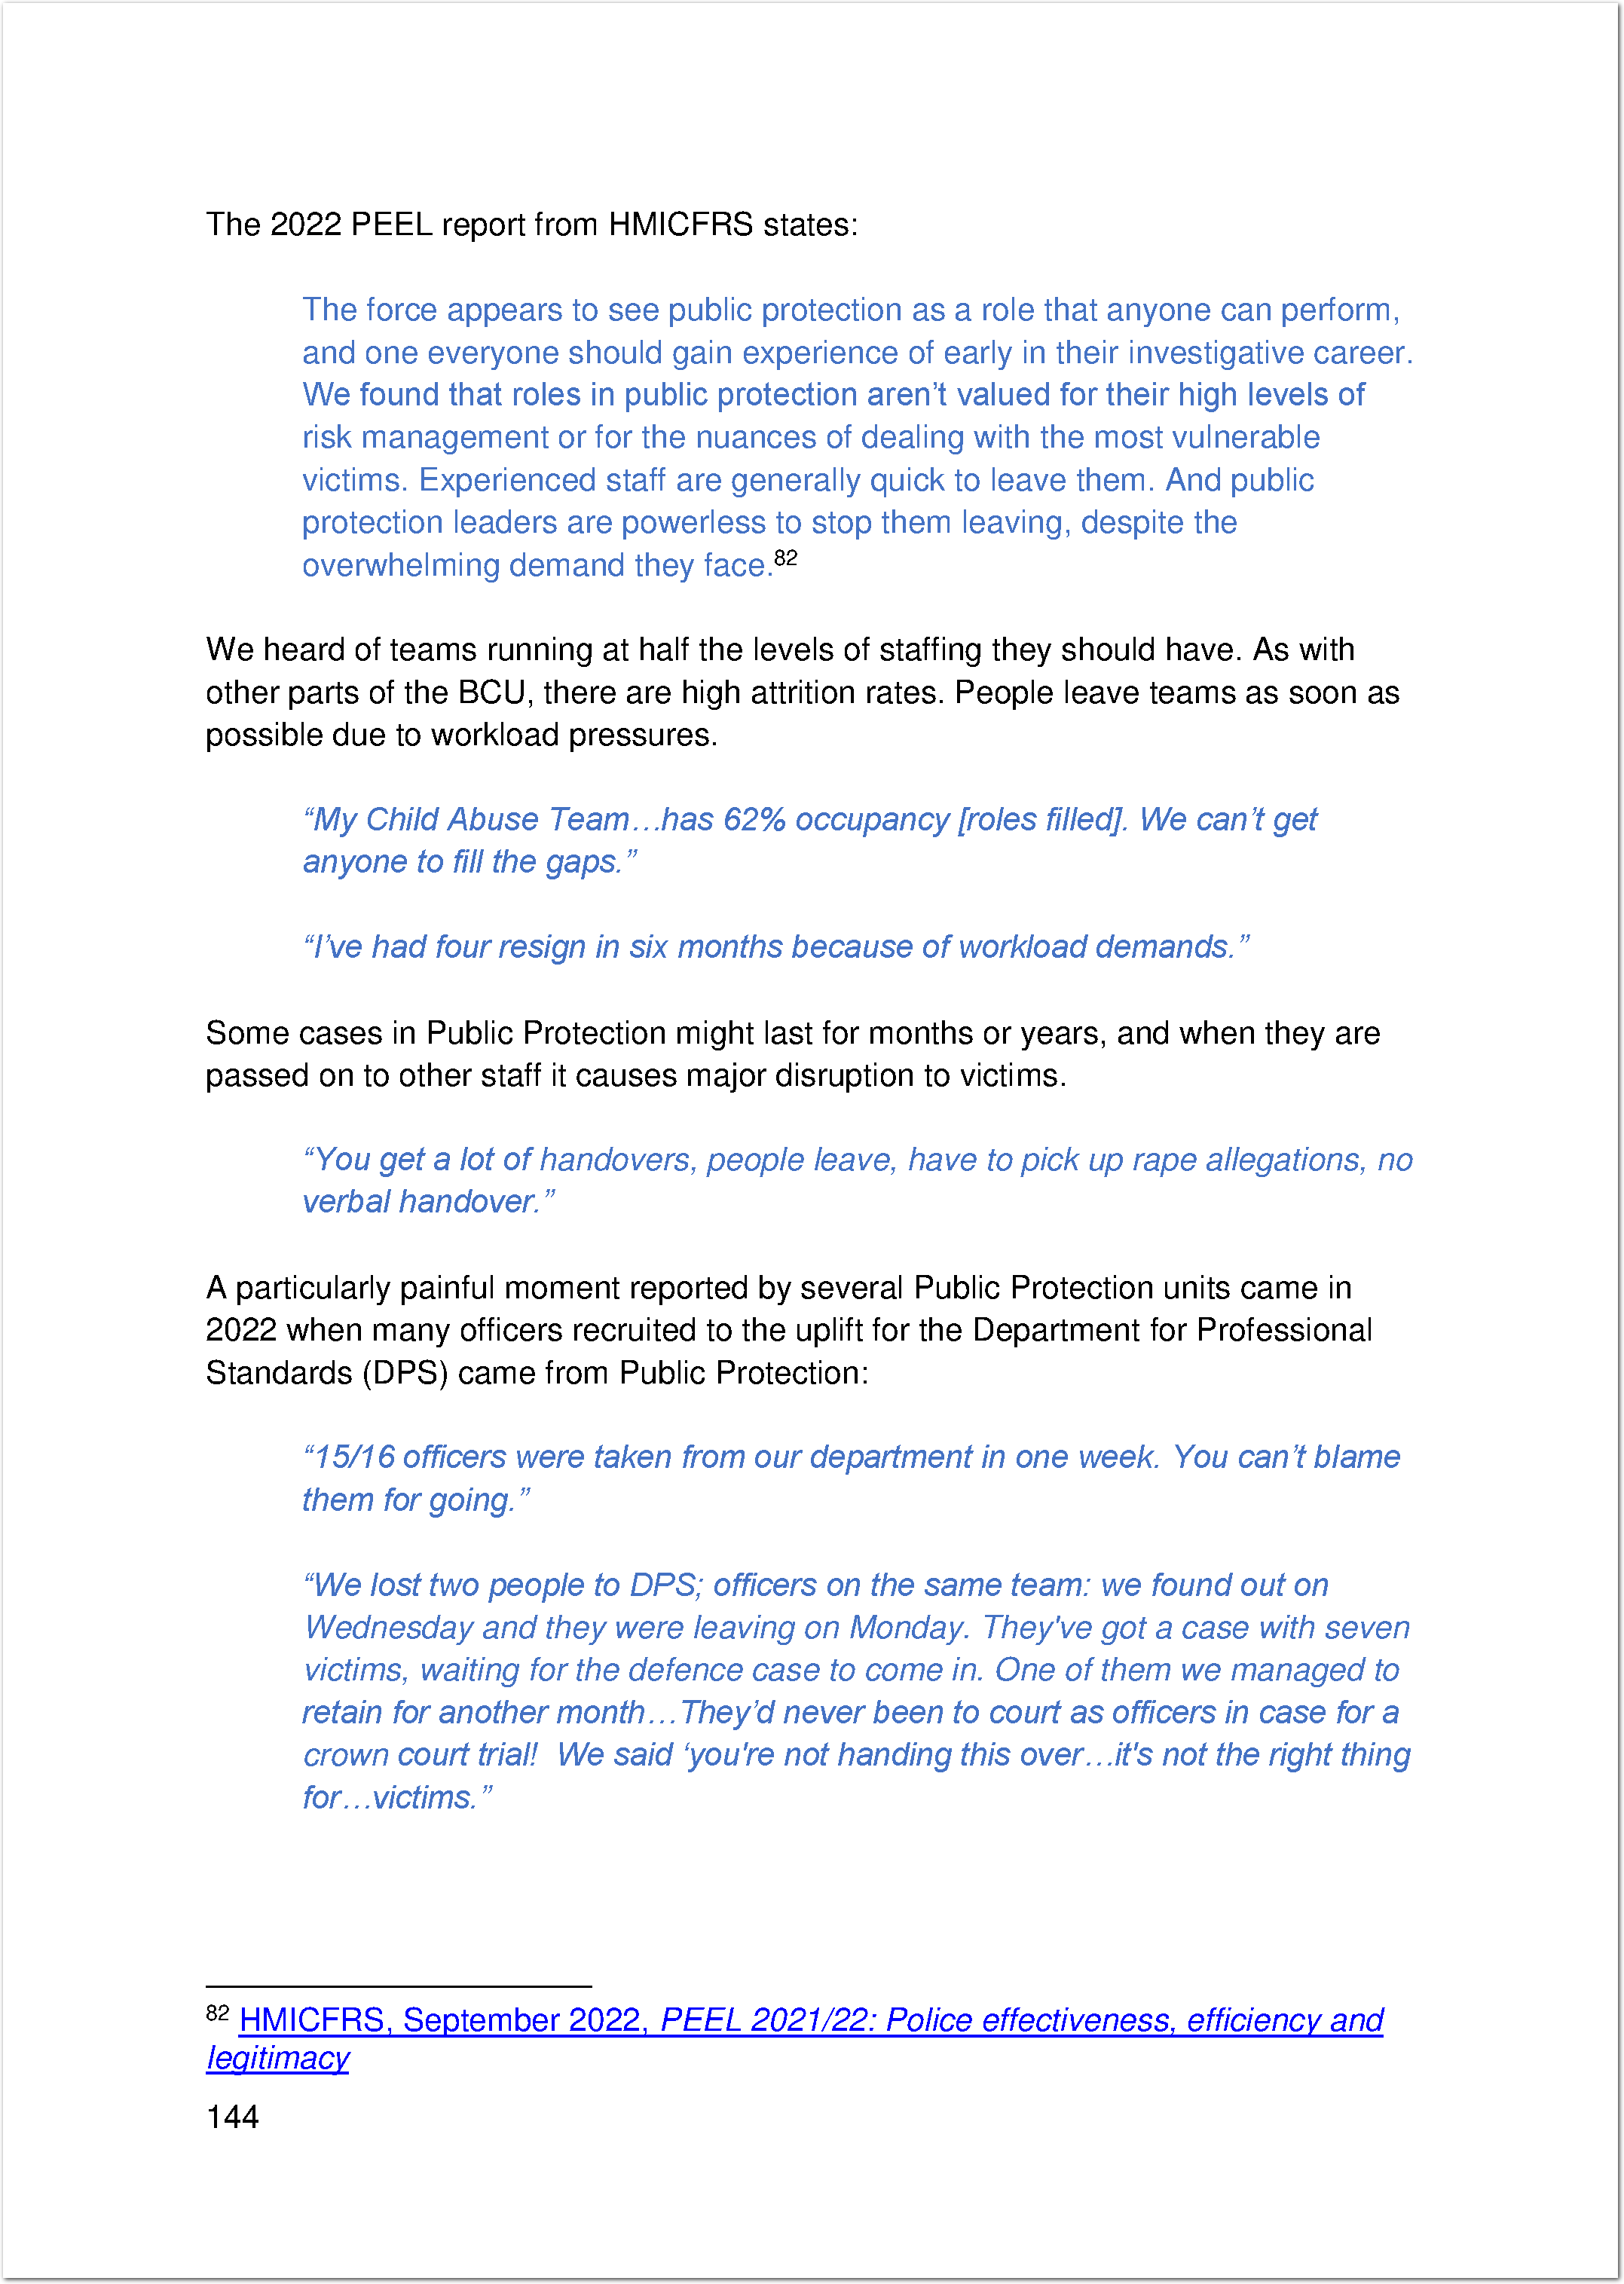 The 2022 PEEL report from HMICFRS states:
The force appears to see public protection as a role that anyone can perform,
and one everyone should gain experience of early in their investigative career.
We found that roles in public protection aren’t valued for their high levels of
risk management or for the nuances of dealing with the most vulnerable
victims. Experienced staff are generally quick to leave them. And public
protection leaders are powerless to stop them leaving, despite the
overwhelming demand they face.82
We heard of teams running at half the levels of staffing they should have. As with
other parts of the BCU, there are high attrition rates. People leave teams as soon as
possible due to workload pressures.
“My Child Abuse Team…has 62% occupancy [roles filled]. We can’t get
anyone to fill the gaps.”
“I’ve had four resign in six months because of workload demands.”
Some cases in Public Protection might last for months or years, and when they are
passed on to other staff it causes major disruption to victims.
“You get a lot of handovers, people leave, have to pick up rape allegations, no
verbal handover.”
A particularly painful moment reported by several Public Protection units came in
2022 when many officers recruited to the uplift for the Department for Professional
Standards (DPS) came from Public Protection:
“15/16 officers were taken from our department in one week. You can’t blame
them for going.”
“We lost two people to DPS; officers on the same team: we found out on
Wednesday and they were leaving on Monday. They've got a case with seven
victims, waiting for the defence case to come in. One of them we managed to
retain for another month…They’d never been to court as officers in case for a
crown court trial!  We said ‘you're not handing this over…it's not the right thing
for…victims.”
82 HMICFRS, September 2022, PEEL 2021/22: Police effectiveness, efficiency and
legitimacy
144